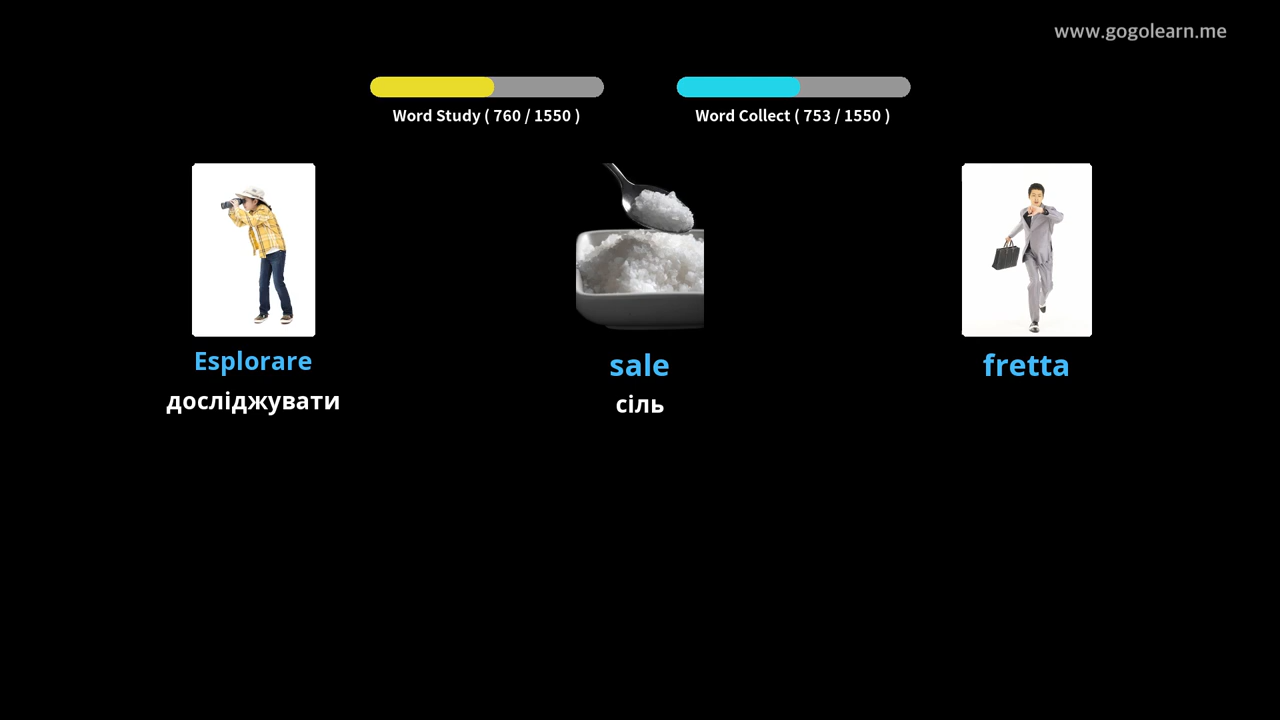 www.gogolearn.me
Word Study ( 760 / 1550 )
Word Collect ( 753 / 1550 )
Esplorare
досліджувати
sale
сіль
fretta